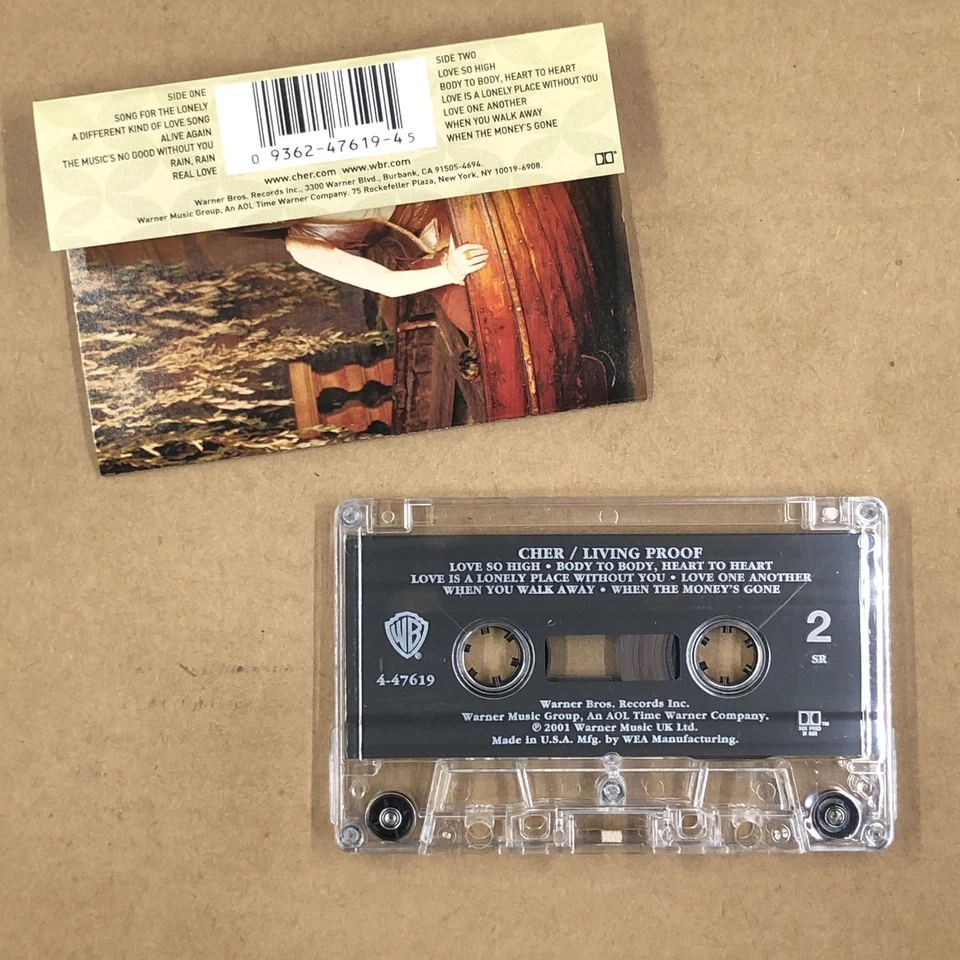 SIDE ONE
SONG FOR THE LONELY
A DIFFERENT KIND OF LOVE SONG
ALIVE AGAIN
THE MUSIC'S NO GOOD WITHOUT YOU
RAIN, RAIN
REAL LOVE
0 9362-47619-4 5
SIDE TWO
LOVE SO HIGH
BODY TO BODY, HEART TO HEART
LOVE IS A LONELY PLACE WITHOUT YOU
LOVE ONE ANOTHER
WHEN YOU WALK AWAY
WHEN THE MONEY'S GONE
www.cher.com www.wbr.com
Warner Bros. Records Inc., 3300 Warner Blvd., Burbank, CA 91505-4694.
Warner Music Group, An AOL Time Warner Company. 75 Rockefeller Plaza, New York, NY 10019-6908.
CHER / LIVING PROOF
LOVE SO HIGH • BODY TO BODY, HEART TO HEART
LOVE IS A LONELY PLACE WITHOUT YOU • LOVE ONE ANOTHER
WHEN YOU WALK AWAY • WHEN THE MONEY'S GONE
WB
®
4-47619
2
SR
Warner Bros. Records Inc.
Warner Music Group, An AOL Time Warner Company.
℗ 2001 Warner Music UK Ltd.
Made in U.S.A. Mfg. by WEA Manufacturing.
™
HX PRO
B NR